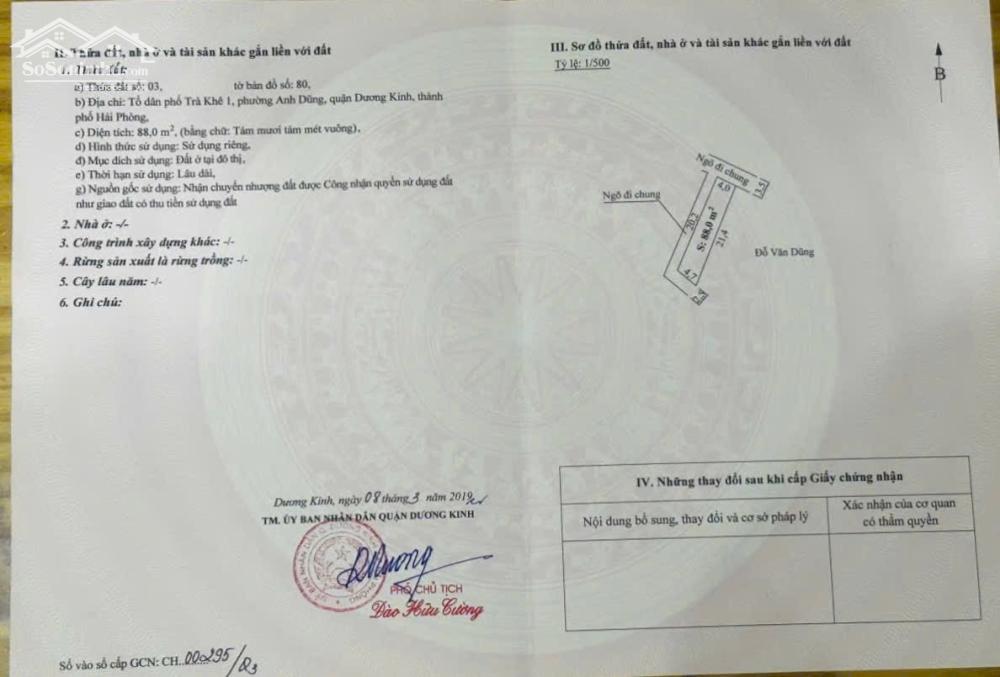 II. Thửa đất, nhà ở và tài sản khác gắn liền với đất
1. Thửa đất:
a) Thửa đất số: 03, tờ bản đồ số: 80,
b) Địa chỉ: Tổ dân phố Trà Khê 1, phường Anh Dũng, quận Dương Kinh, thành
phố Hải Phòng,
c) Diện tích: 88,0 m², (bằng chữ: Tám mươi tám mét vuông),
d) Hình thức sử dụng: Sử dụng riêng,
đ) Mục đích sử dụng: Đất ở tại đô thị,
e) Thời hạn sử dụng: Lâu dài,
g) Nguồn gốc sử dụng: Nhận chuyển nhượng đất được Công nhận quyền sử dụng đất
như giao đất có thu tiền sử dụng đất
2. Nhà ở: -/-
3. Công trình xây dựng khác: -/-
4. Rừng sản xuất là rừng trồng: -/-
5. Cây lâu năm: -/-
6. Ghi chú:
Dương Kinh, ngày 08 tháng 3 năm 2019
TM. ỦY BAN NHÂN DÂN QUẬN DƯƠNG KINH
PHÓ CHỦ TỊCH
Đào Hữu Cường
Số vào sổ cấp GCN: CH..00295/Q3
III. Sơ đồ thửa đất, nhà ở và tài sản khác gắn liền với đất
Tỷ lệ: 1/500
B
Ngõ đi chung
3,5
4,0
Ngõ đi chung
20,2
S: 88,0 m²
21,4
Đỗ Văn Dũng
4,7
IV. Những thay đổi sau khi cấp Giấy chứng nhận
Nội dung bổ sung, thay đổi và cơ sở pháp lý
Xác nhận của cơ quan
có thẩm quyền